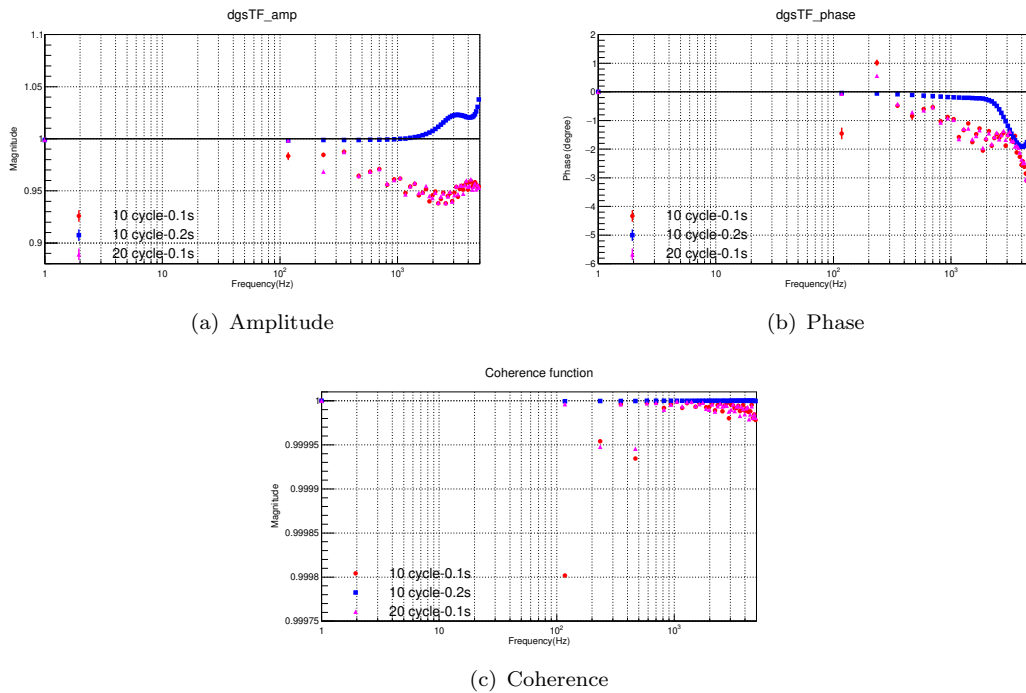 dgsTF_amp
Magnitude
1.1
1.05
1
0.95
0.9
10 cycle-0.1s
10 cycle-0.2s
20 cycle-0.1s
1 10 10² 10³
Frequency(Hz)
(a) Amplitude
dgsTF_phase
Phase (degree)
2
1
0
−1
−2
−3
−4
−5
−6
10 cycle-0.1s
10 cycle-0.2s
20 cycle-0.1s
1 10 10² 10³
Frequency(Hz)
(b) Phase
Coherence function
Magnitude
1
0.99995
0.9999
0.99985
0.9998
0.99975
10 cycle-0.1s
10 cycle-0.2s
20 cycle-0.1s
1 10 10² 10³
Frequency(Hz)
(c) Coherence